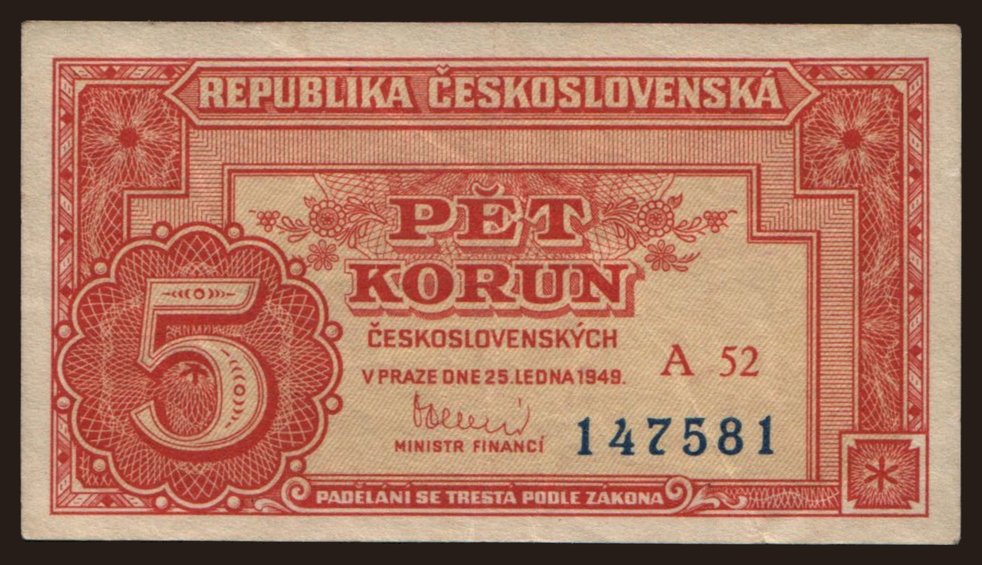 REPUBLIKA ČESKOSLOVENSKÁ
PĚT
KORUN
ČESKOSLOVENSKÝCH
V PRAZE DNE 25. LEDNA 1949.
A 52
MINISTR FINANCÍ
147581
5
PADĚLÁNÍ SE TRESTÁ PODLE ZÁKONA